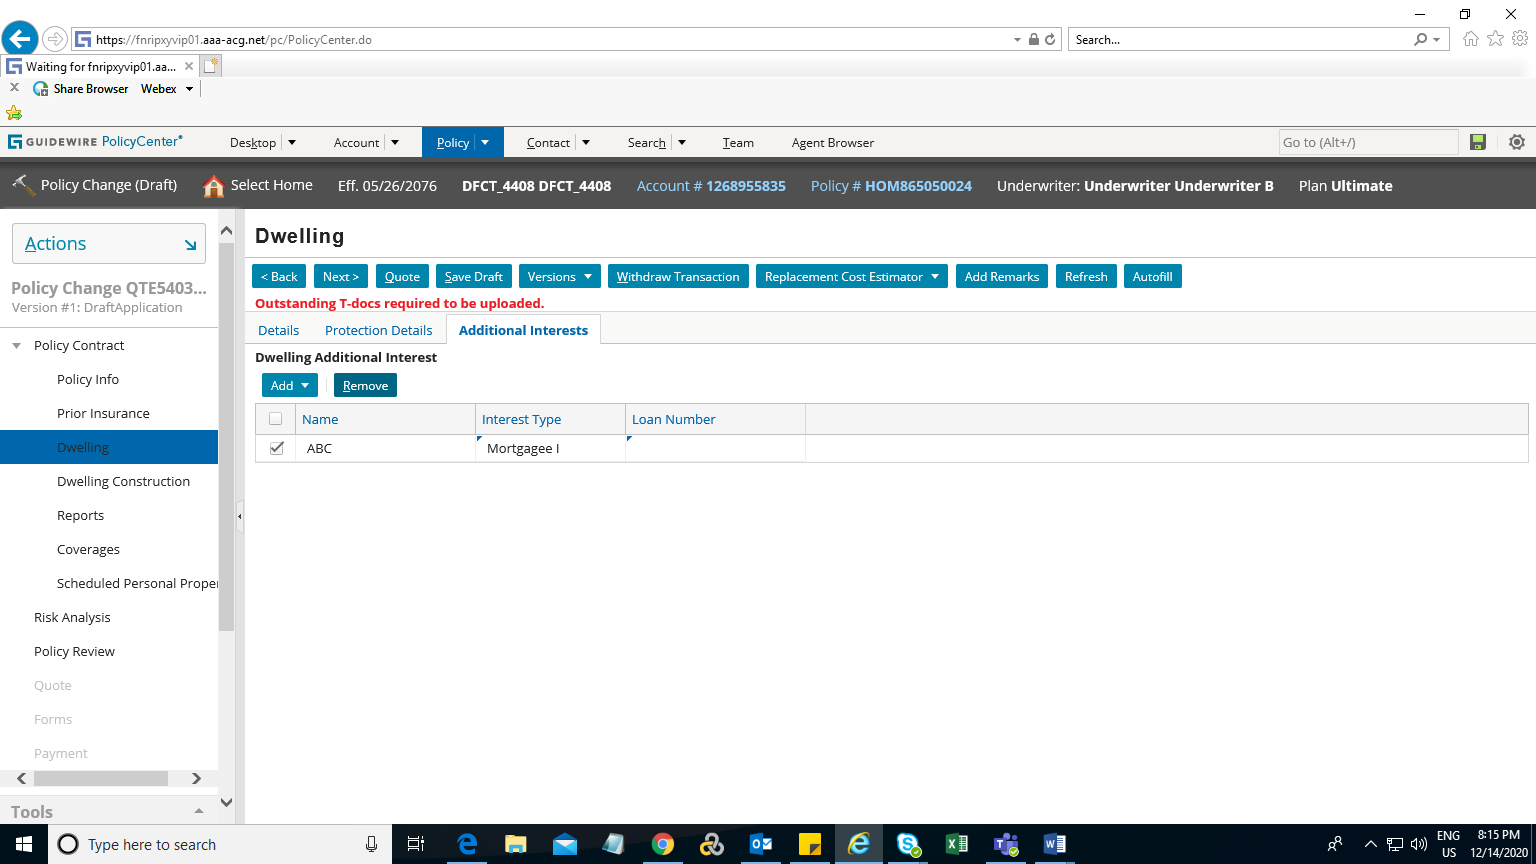 https://fnripxyvip01.aaa-acg.net/pc/PolicyCenter.do
Search...
Waiting for fnripxyvip01.aa...
x Share Browser Webex
GUIDEWIRE PolicyCenter®
Desktop Account Policy Contact Search Team Agent Browser
Go to (Alt+/)
Policy Change (Draft) Select Home Eff. 05/26/2076 DFCT_4408 DFCT_4408 Account # 1268955835 Policy # HOM865050024 Underwriter: Underwriter Underwriter B Plan Ultimate
Actions
Policy Change QTE5403...
Version #1: DraftApplication
Policy Contract
Policy Info
Prior Insurance
Dwelling
Dwelling Construction
Reports
Coverages
Scheduled Personal Proper
Risk Analysis
Policy Review
Quote
Forms
Payment
Tools
Dwelling
< Back Next > Quote Save Draft Versions Withdraw Transaction Replacement Cost Estimator Add Remarks Refresh Autofill
Outstanding T-docs required to be uploaded.
Details Protection Details Additional Interests
Dwelling Additional Interest
Add Remove
Name Interest Type Loan Number
ABC Mortgagee I
Type here to search
ENG 8:15 PM
US 12/14/2020